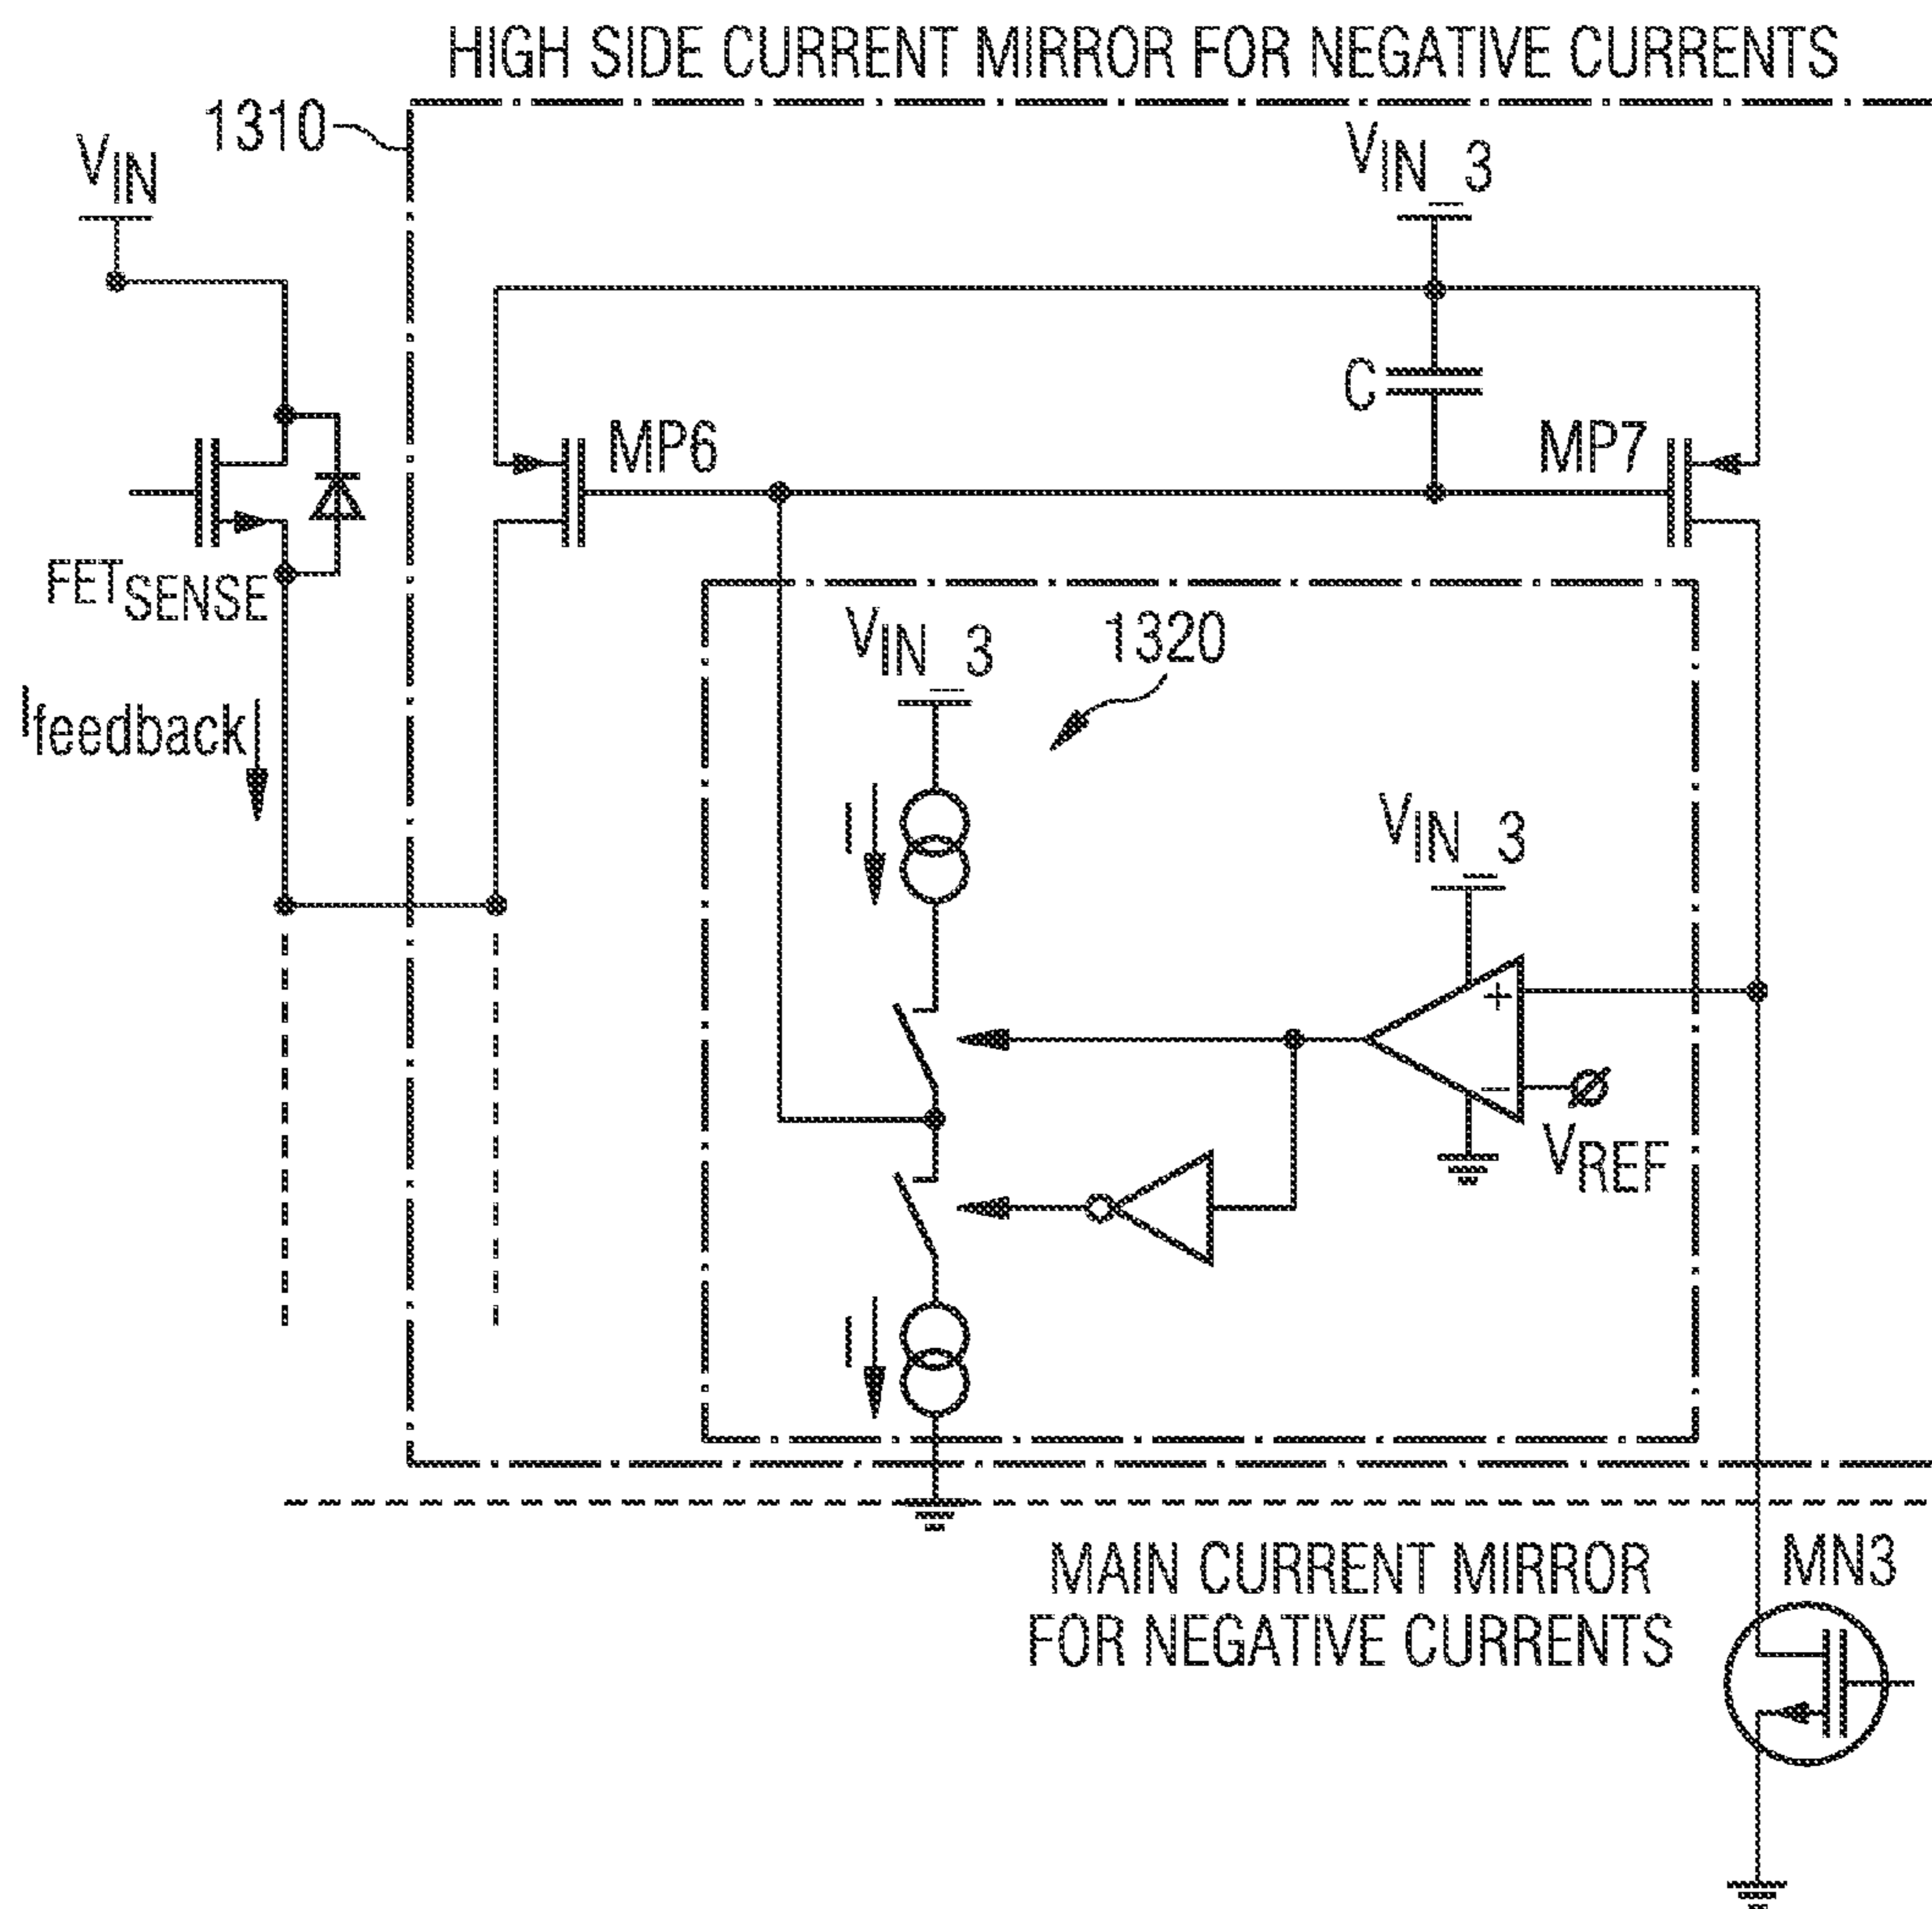 HIGH SIDE CURRENT MIRROR FOR NEGATIVE CURRENTS
1310
VIN
VIN_3
C
MP6
MP7
FETSENSE
VIN_3
1320
Ifeedback
I
VIN_3
+
−
VREF
I
MAIN CURRENT MIRROR
FOR NEGATIVE CURRENTS
MN3